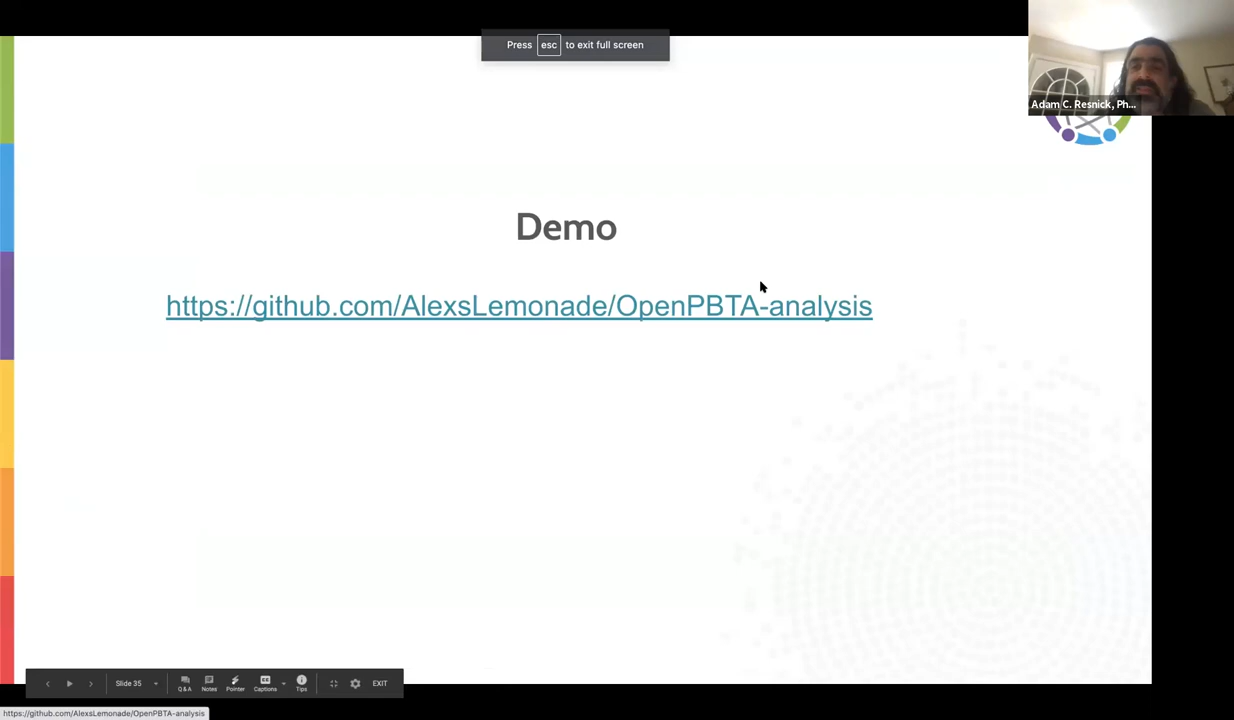 Press esc to exit full screen
Adam C. Resnick, Ph...
Demo
https://github.com/AlexsLemonade/OpenPBTA-analysis
Slide 35
Q & A
Notes
Pointer
Captions
Tips
EXIT
https://github.com/AlexsLemonade/OpenPBTA-analysis